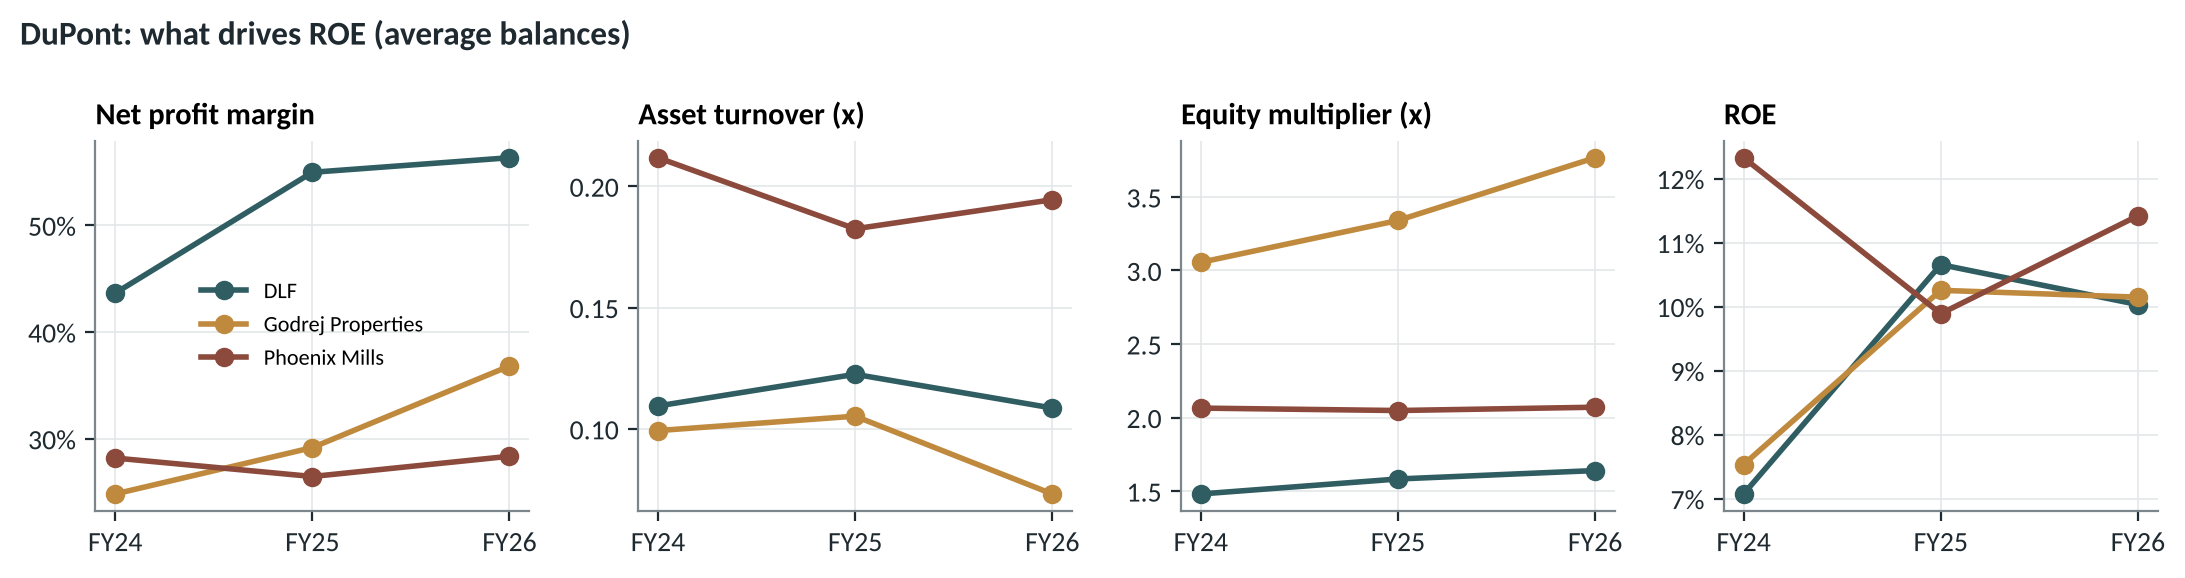 DuPont: what drives ROE (average balances)
Net profit margin
50%
40%
30%
DLF
Godrej Properties
Phoenix Mills
FY24 FY25 FY26
Asset turnover (x)
0.20
0.15
0.10
FY24 FY25 FY26
Equity multiplier (x)
3.5
3.0
2.5
2.0
1.5
FY24 FY25 FY26
ROE
12%
11%
10%
9%
8%
7%
FY24 FY25 FY26